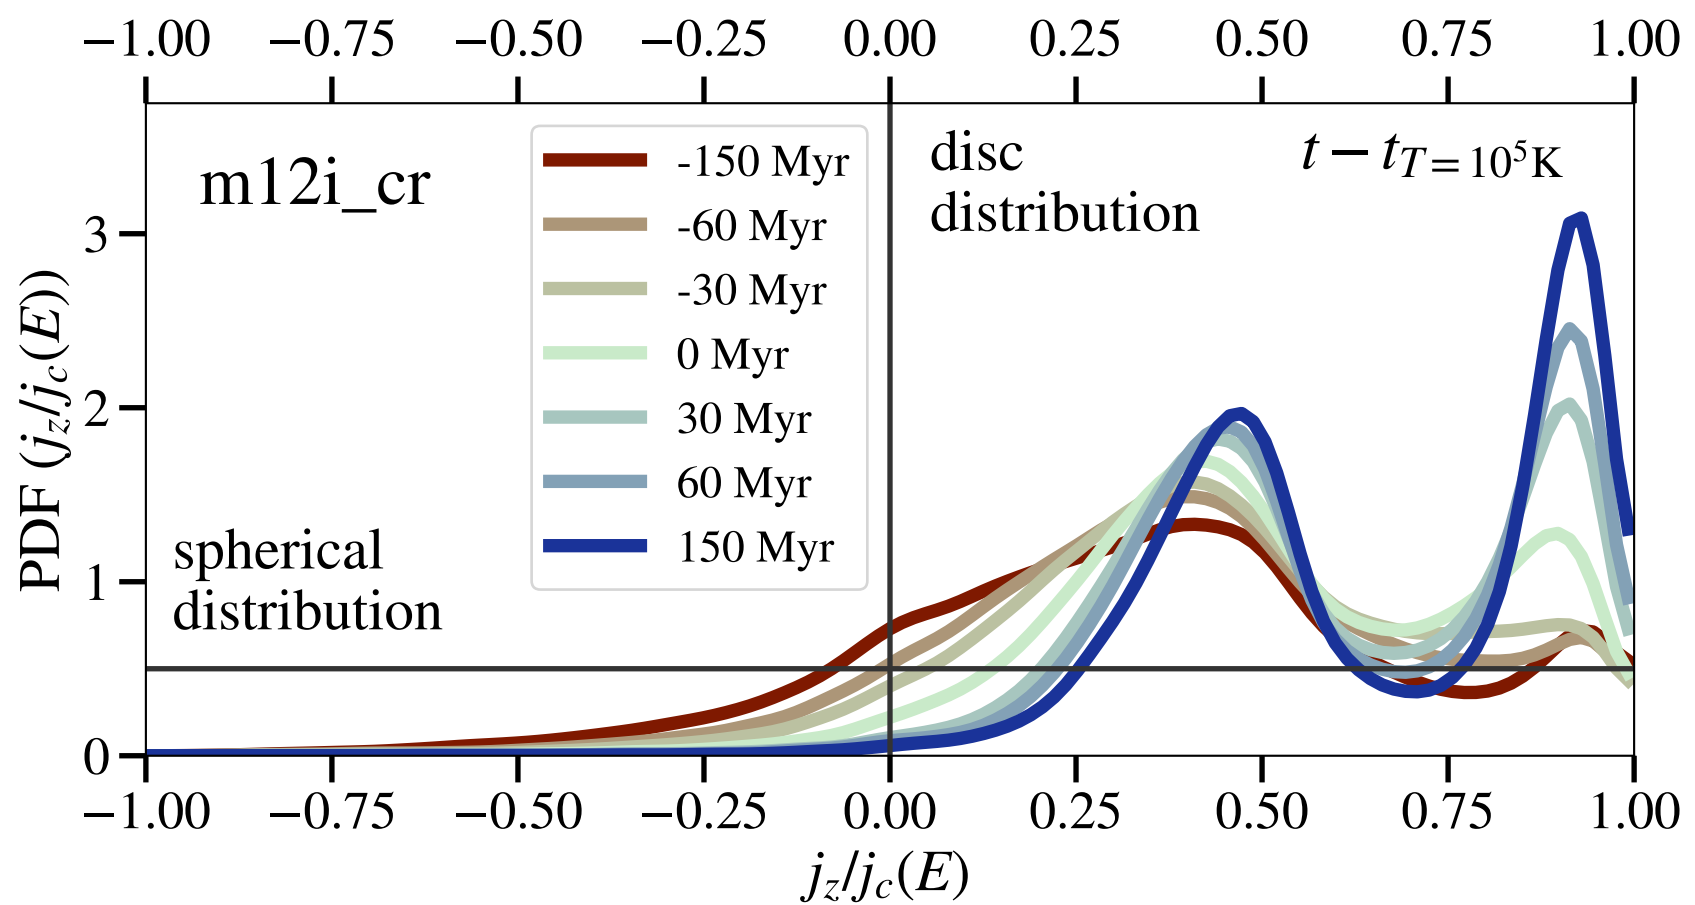 −1.00 −0.75 −0.50 −0.25 0.00 0.25 0.50 0.75 1.00
m12i_cr
-150 Myr
-60 Myr
-30 Myr
0 Myr
30 Myr
60 Myr
150 Myr
disc
distribution
t − t_{T=10^5K}
spherical
distribution
PDF (j_z/j_c(E))
3
2
1
0
−1.00 −0.75 −0.50 −0.25 0.00 0.25 0.50 0.75 1.00
j_z/j_c(E)